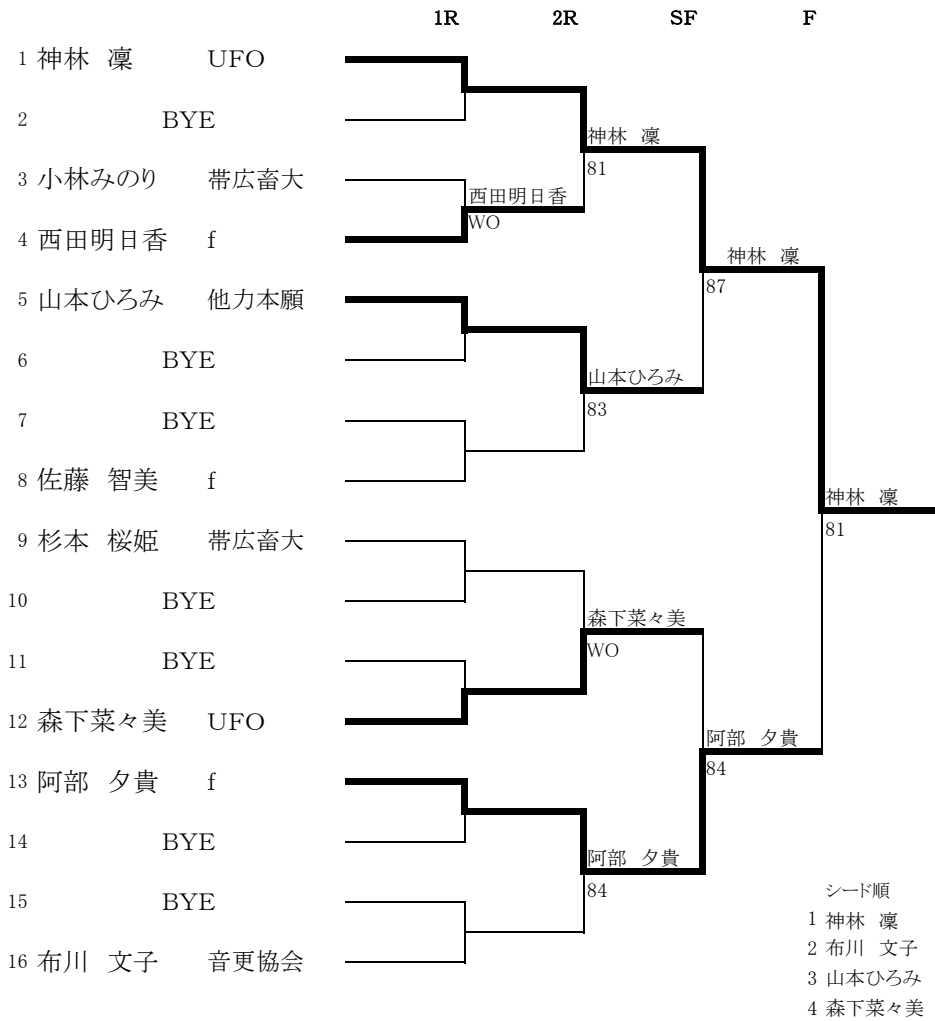 1R 2R SF F
1 神林 凜 UFO
2 BYE
神林 凜
81
3 小林みのり 帯広畜大
西田明日香
WO
4 西田明日香 f
神林 凜
87
5 山本ひろみ 他力本願
6 BYE
山本ひろみ
83
7 BYE
8 佐藤 智美 f
神林 凜
81
9 杉本 桜姫 帯広畜大
10 BYE
森下菜々美
WO
11 BYE
12 森下菜々美 UFO
阿部 夕貴
84
13 阿部 夕貴 f
14 BYE
阿部 夕貴
84
15 BYE
16 布川 文子 音更協会
シード順
1 神林 凜
2 布川 文子
3 山本ひろみ
4 森下菜々美